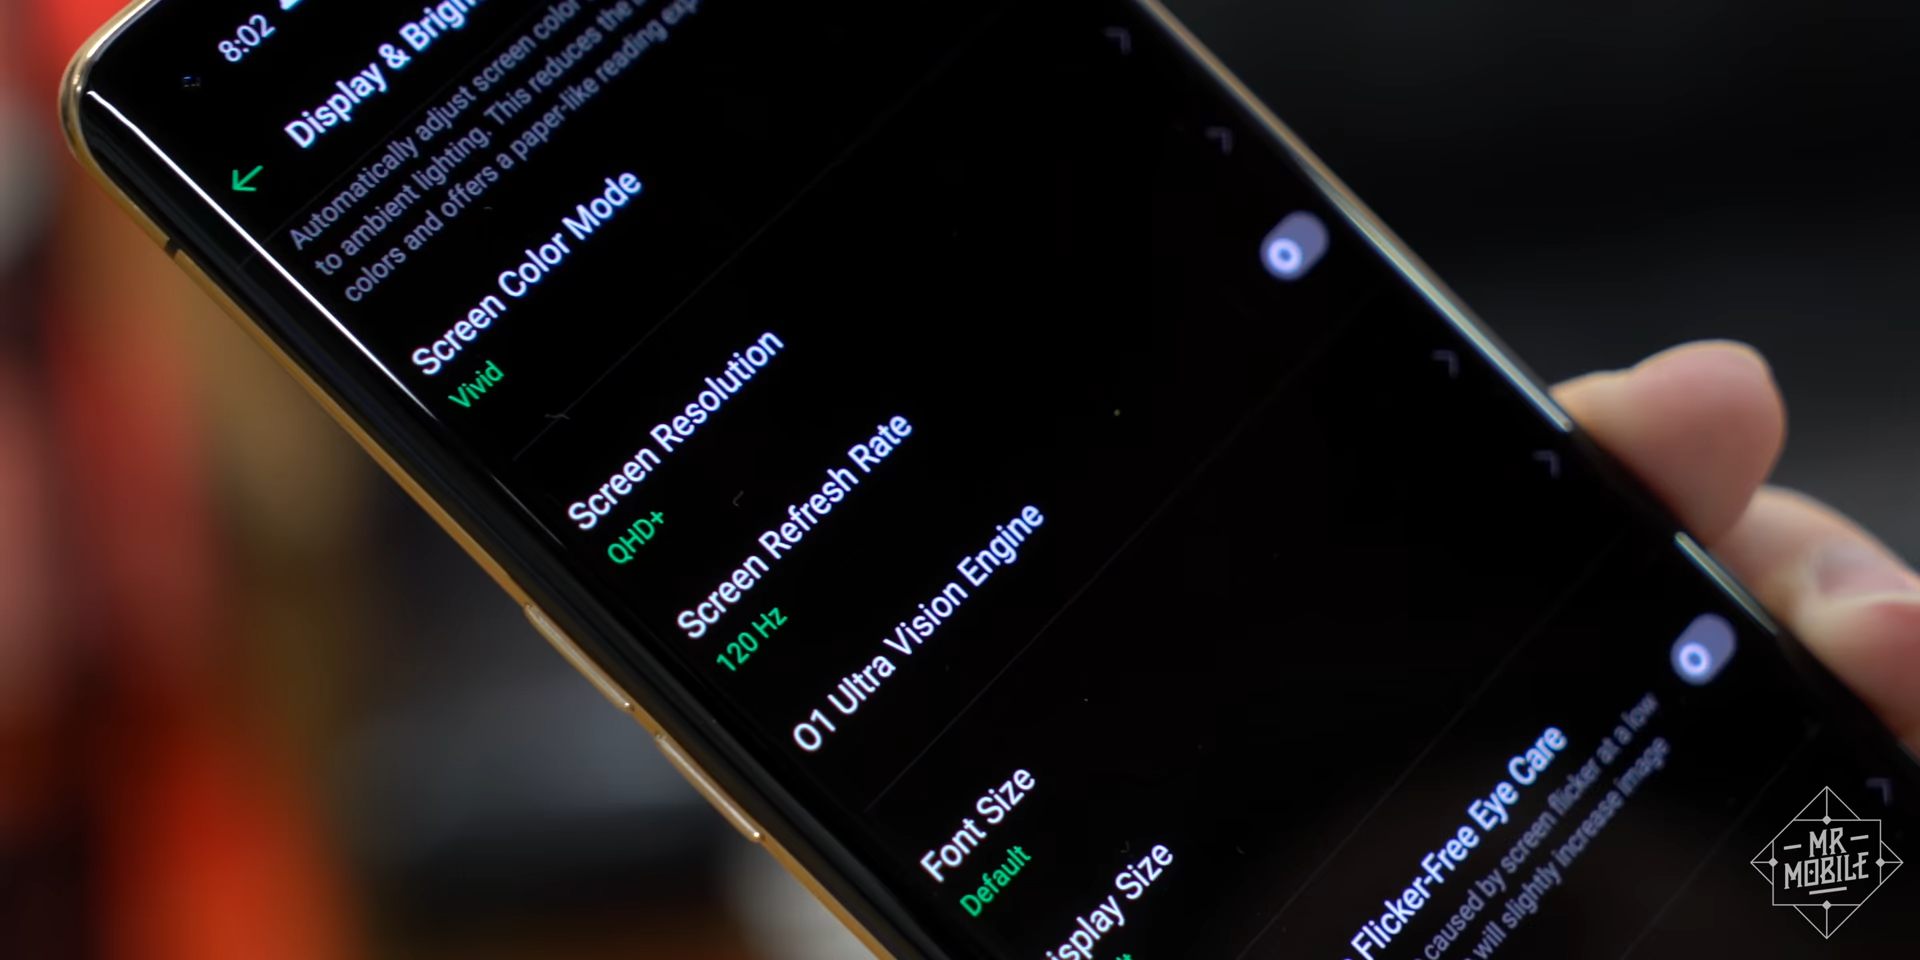 8:02
Display &
Automatically adjust screen color
to ambient lighting. This reduces the
colors and offers a paper-like reading
Screen Color Mode
Vivid
Screen Resolution
QHD+
Screen Refresh Rate
120 Hz
O1 Ultra Vision Engine
Font Size
Default
isplay Size
Flicker-Free Eye Care
caused by screen flicker at a low
will slightly increase image
MR
MOBILE